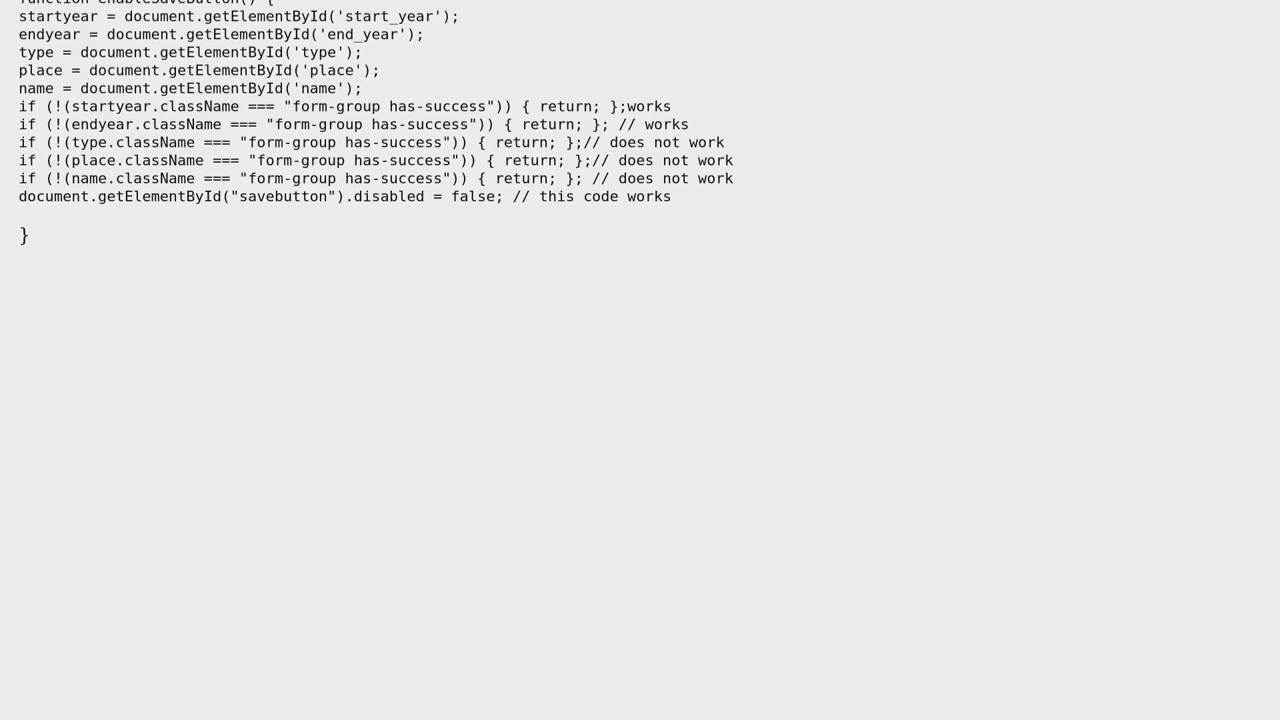 function enableSaveButton() {
startyear = document.getElementById('start_year');
endyear = document.getElementById('end_year');
type = document.getElementById('type');
place = document.getElementById('place');
name = document.getElementById('name');
if (!(startyear.className === "form-group has-success")) { return; };works
if (!(endyear.className === "form-group has-success")) { return; }; // works
if (!(type.className === "form-group has-success")) { return; };// does not work
if (!(place.className === "form-group has-success")) { return; };// does not work
if (!(name.className === "form-group has-success")) { return; }; // does not work
document.getElementById("savebutton").disabled = false; // this code works
}